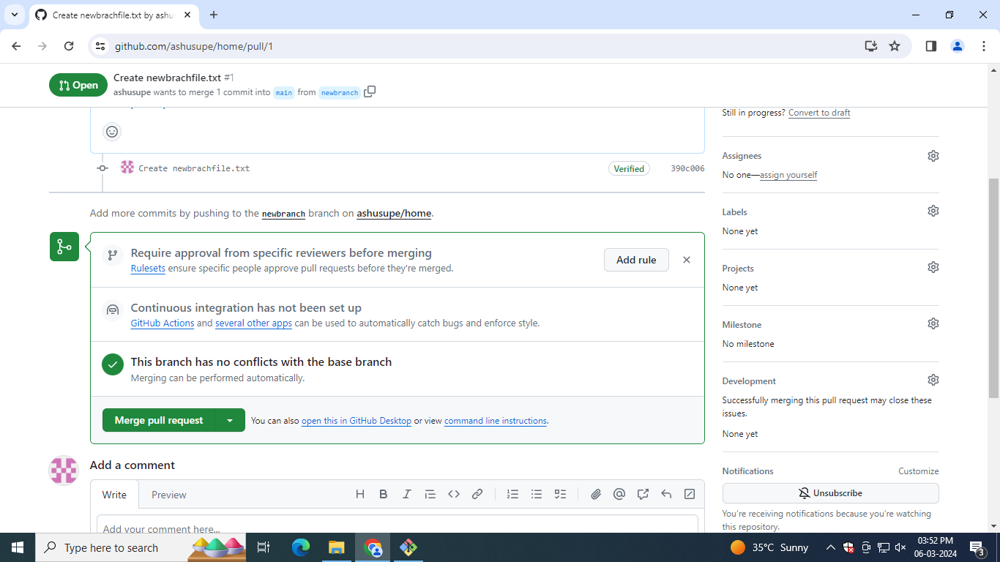 Create newbrachfile.txt by ashu
github.com/ashusupe/home/pull/1
Open
Create newbrachfile.txt #1
ashusupe wants to merge 1 commit into main from newbranch
Still in progress? Convert to draft
Create newbrachfile.txt
Verified
390c006
Add more commits by pushing to the newbranch branch on ashusupe/home.
Require approval from specific reviewers before merging
Rulesets ensure specific people approve pull requests before they're merged.
Add rule
Continuous integration has not been set up
GitHub Actions and several other apps can be used to automatically catch bugs and enforce style.
This branch has no conflicts with the base branch
Merging can be performed automatically.
Merge pull request
You can also open this in GitHub Desktop or view command line instructions.
Add a comment
Write
Preview
Add your comment here...
Assignees
No one—assign yourself
Labels
None yet
Projects
None yet
Milestone
No milestone
Development
Successfully merging this pull request may close these
issues.
None yet
Notifications
Customize
Unsubscribe
You're receiving notifications because you're watching
this repository.
Type here to search
35°C Sunny
03:52 PM
06-03-2024
3